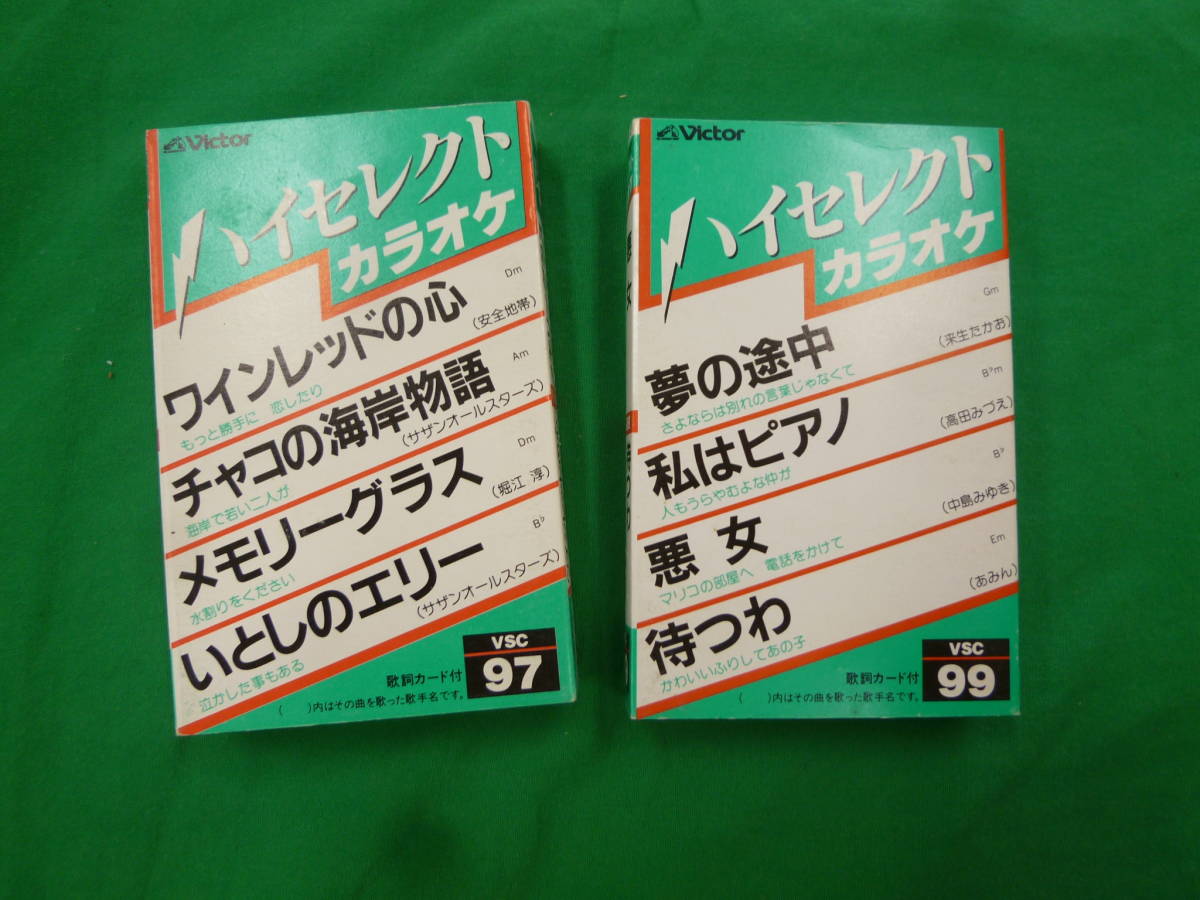 Victor
ハイセレクト
カラオケ
Dm
ワインレッドの心
(安全地帯)
もっと勝手に 恋したり
Am
チャコの海岸物語
(サザンオールスターズ)
海岸で若い二人が
Dm
メモリーグラス
(堀江 淳)
水割りをください
B♭
いとしのエリー
(サザンオールスターズ)
泣かした事もある
歌詞カード付
VSC
97
( )内はその曲を歌った歌手名です。
Victor
ハイセレクト
カラオケ
Gm
夢の途中
(来生たかお)
さよならは別れの言葉じゃなくて
B♭m
私はピアノ
(高田みづえ)
人もうらやむよな仲が
B♭
悪女
(中島みゆき)
マリコの部屋へ 電話をかけて
Em
待つわ
(あみん)
かわいいふりしてあの子
歌詞カード付
VSC
99
( )内はその曲を歌った歌手名です。